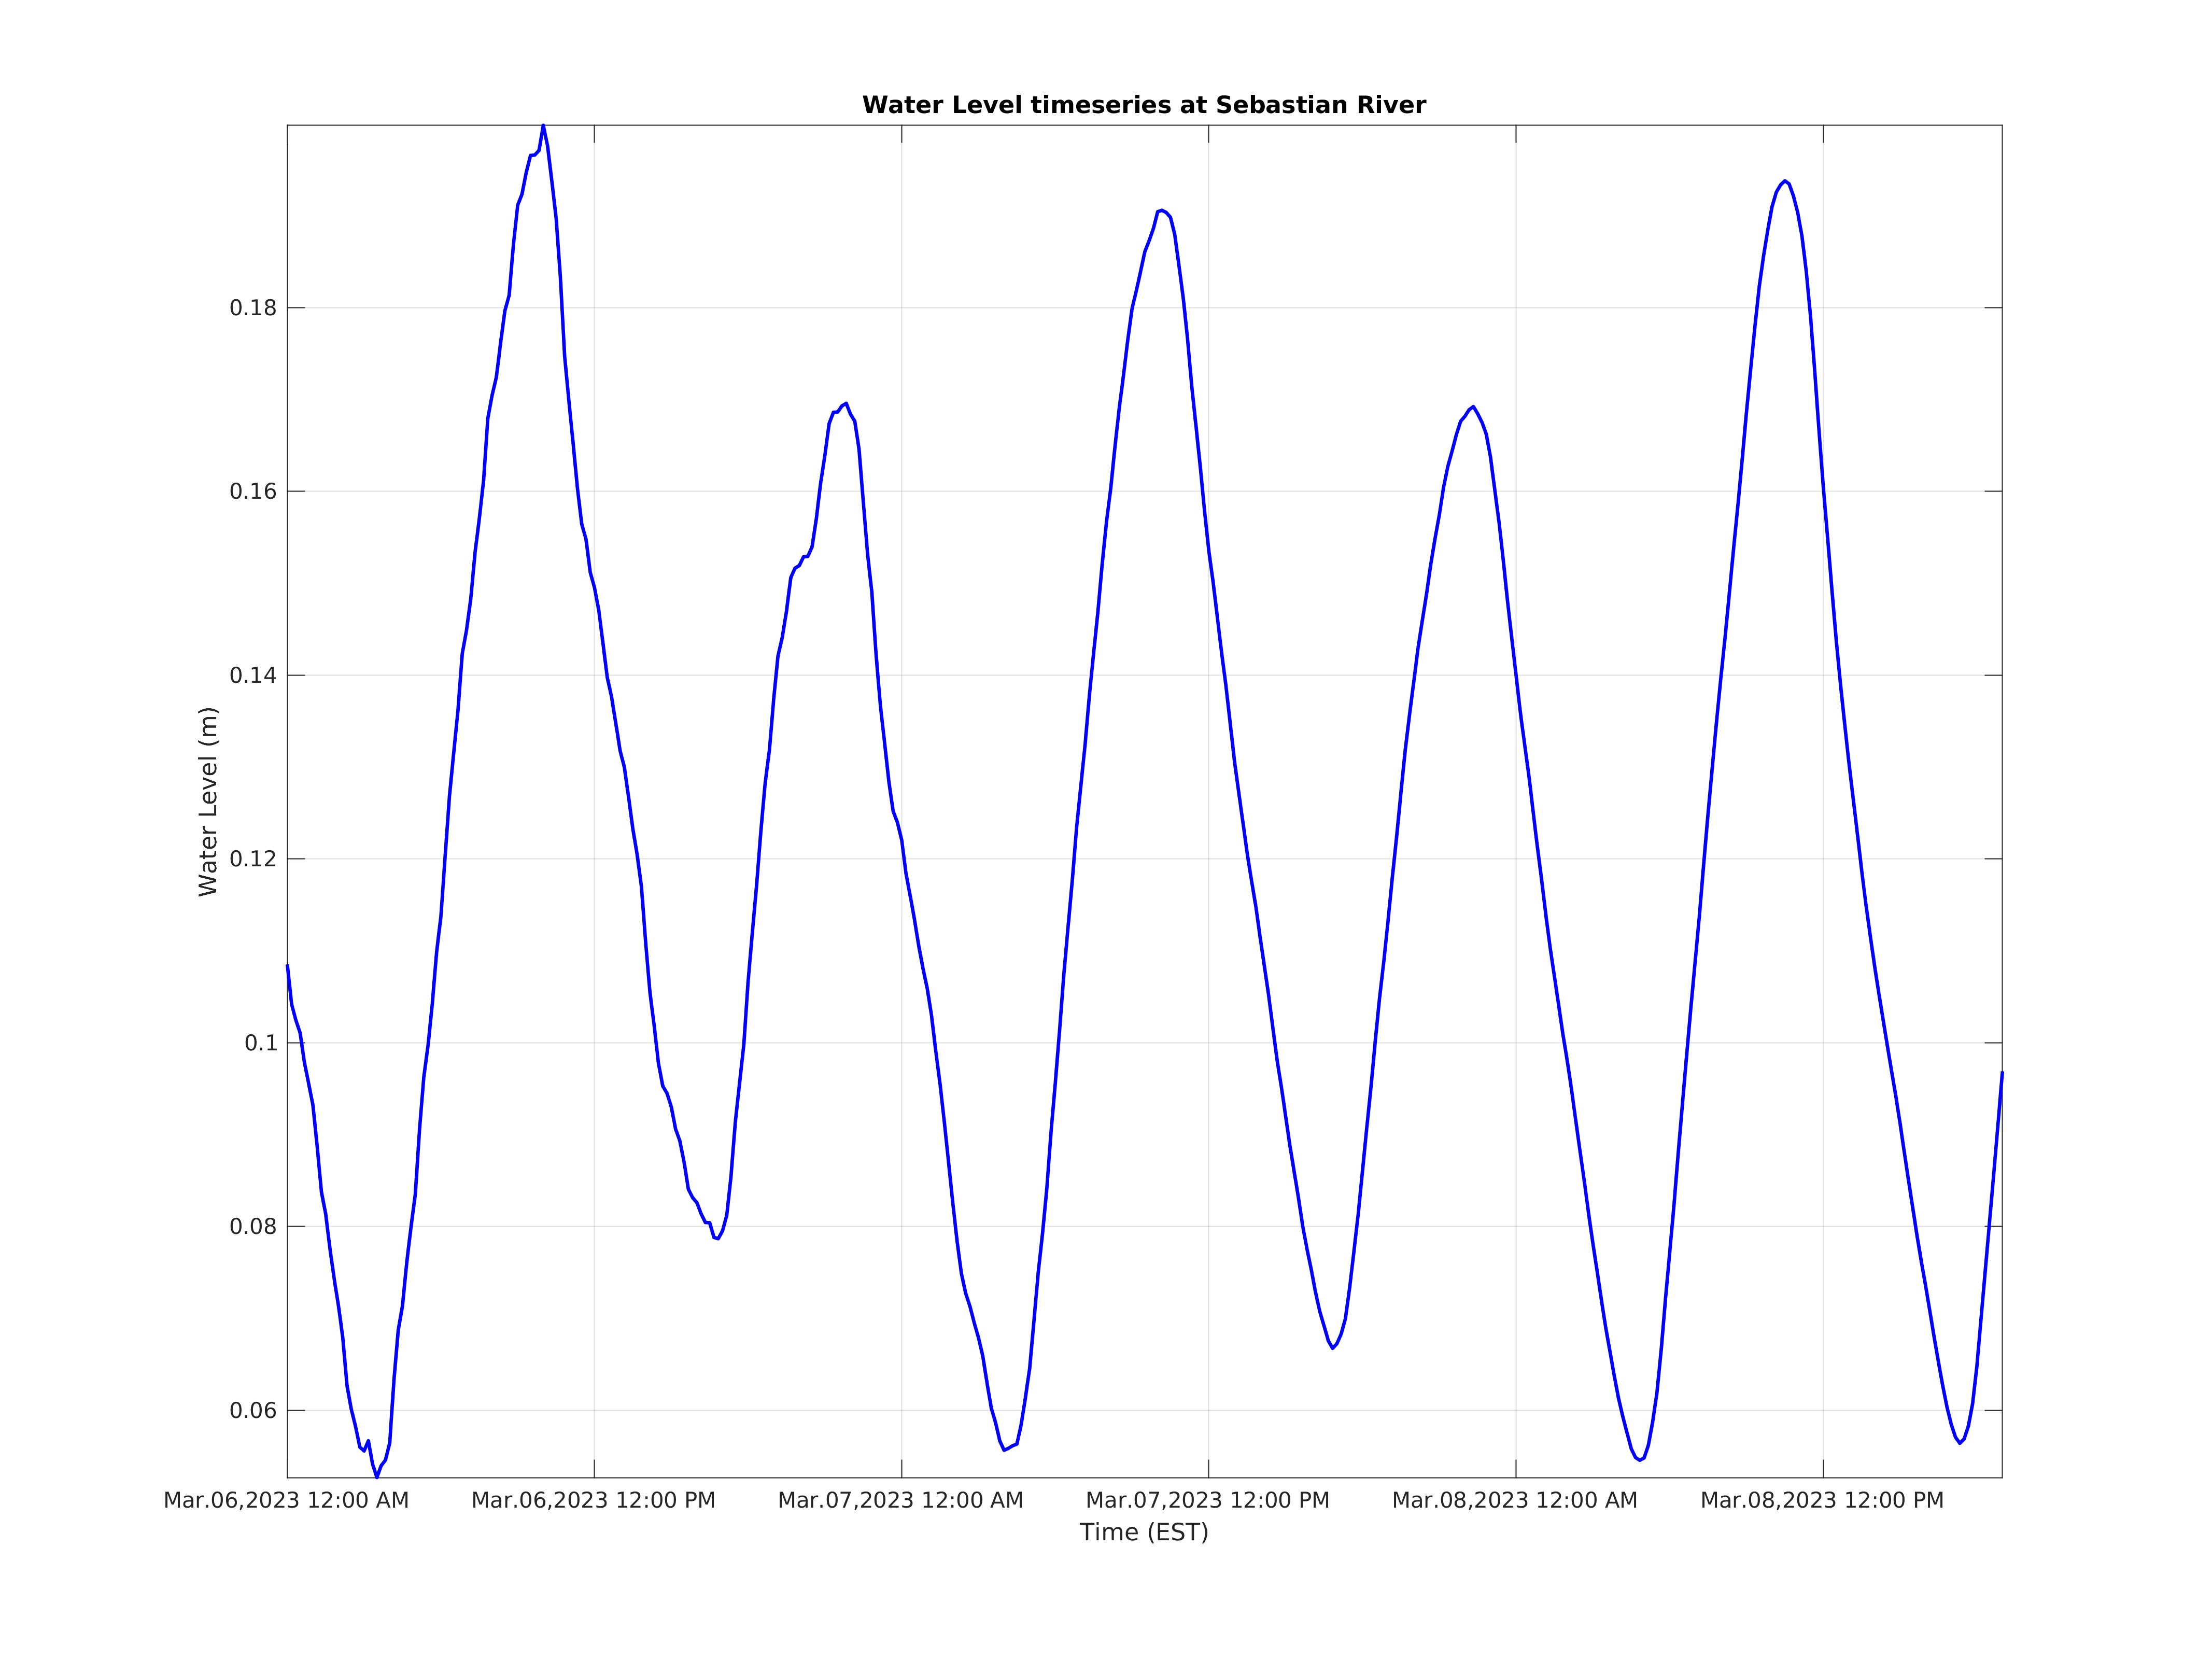 Water Level timeseries at Sebastian River
0.18
0.16
0.14
0.12
0.1
0.08
0.06
Water Level (m)
Mar.06,2023 12:00 AM Mar.06,2023 12:00 PM Mar.07,2023 12:00 AM Mar.07,2023 12:00 PM Mar.08,2023 12:00 AM Mar.08,2023 12:00 PM
Time (EST)